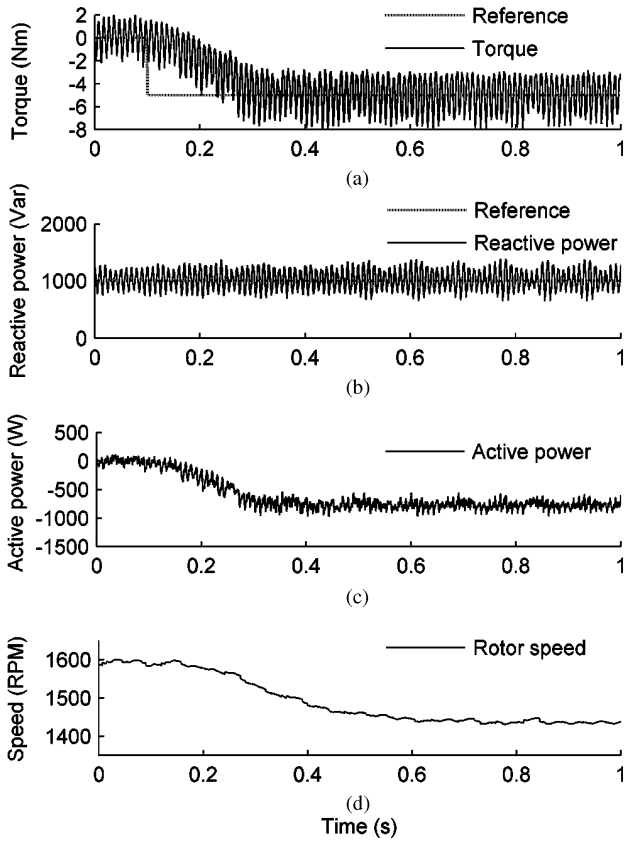 2
0
-2
-4
-6
-8
Torque (Nm)
Reference
Torque
0 0.2 0.4 0.6 0.8 1
(a)
2000
1000
0
Reactive power (Var)
Reference
Reactive power
0 0.2 0.4 0.6 0.8 1
(b)
500
0
-500
-1000
-1500
Active power (W)
Active power
0 0.2 0.4 0.6 0.8 1
(c)
1600
1500
1400
Speed (RPM)
Rotor speed
0 0.2 0.4 0.6 0.8 1
(d)
Time (s)